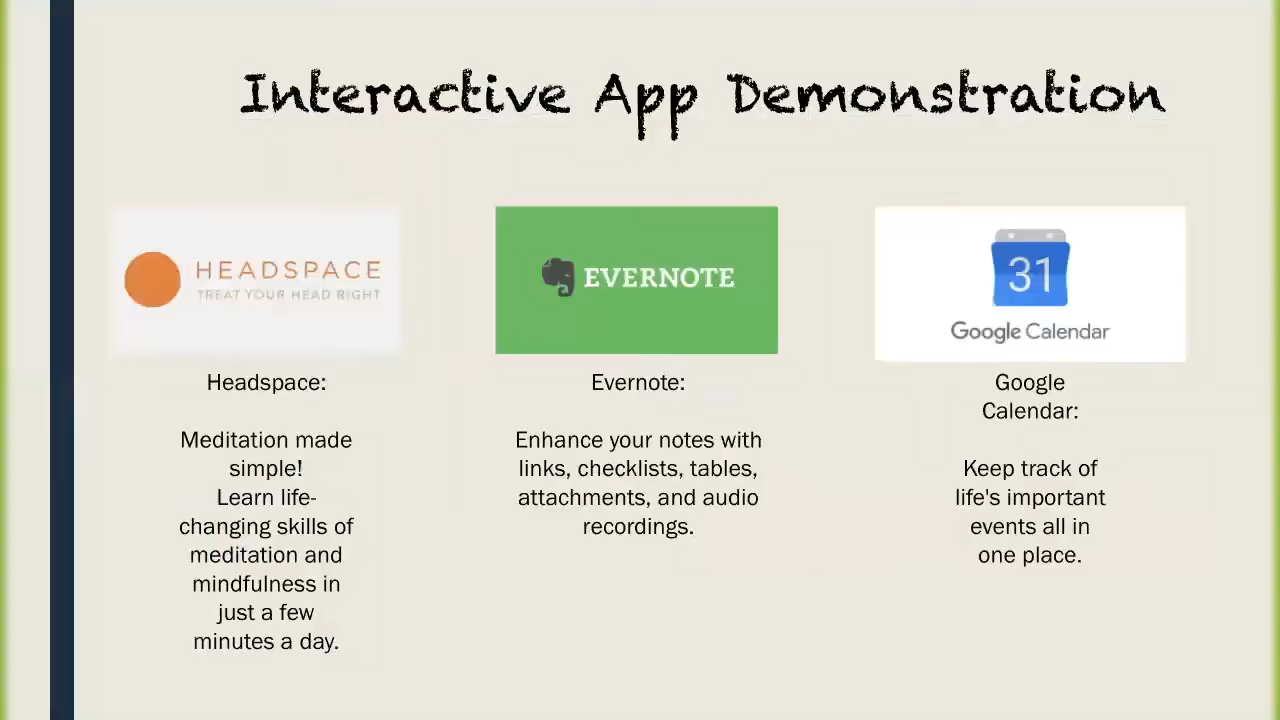 Interactive App Demonstration
HEADSPACE
TREAT YOUR HEAD RIGHT
EVERNOTE
31
Google Calendar
Headspace:
Meditation made
simple!
Learn life-
changing skills of
meditation and
mindfulness in
just a few
minutes a day.
Evernote:
Enhance your notes with
links, checklists, tables,
attachments, and audio
recordings.
Google
Calendar:
Keep track of
life's important
events all in
one place.